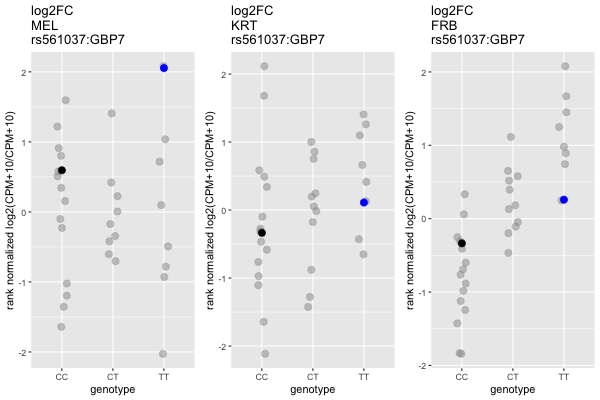 log2FC
MEL
rs561037:GBP7
rank normalized log2(CPM+10/CPM+10)
2
1
0
-1
-2
CC
CT
TT
genotype
log2FC
KRT
rs561037:GBP7
rank normalized log2(CPM+10/CPM+10)
2
1
0
-1
-2
CC
CT
TT
genotype
log2FC
FRB
rs561037:GBP7
rank normalized log2(CPM+10/CPM+10)
2
1
0
-1
-2
CC
CT
TT
genotype